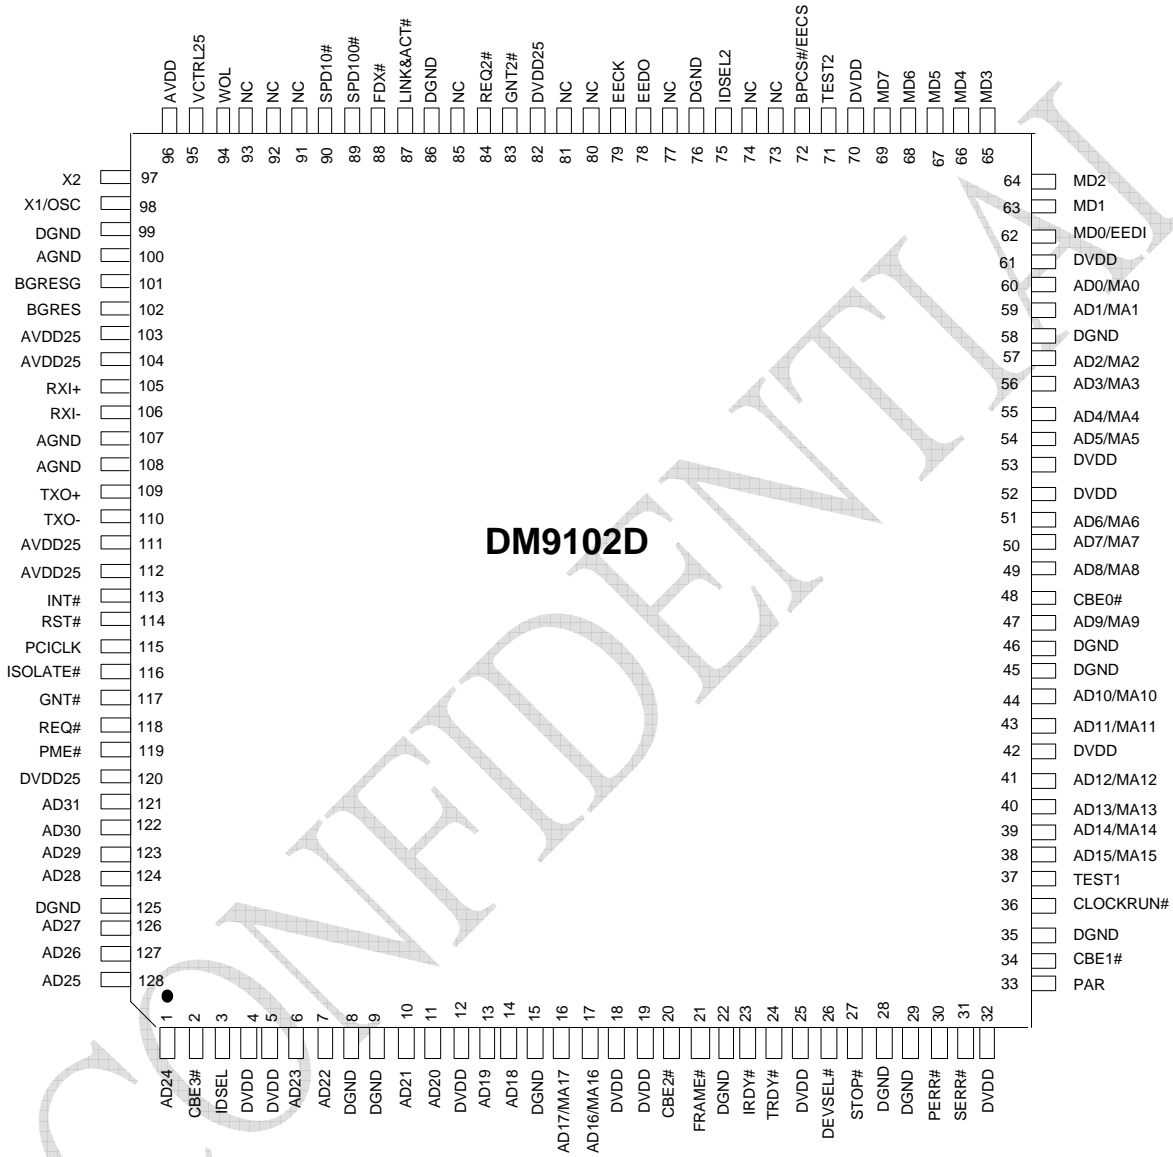 AVDD
VCTRL25
WOL
NC
NC
NC
SPD10#
SPD100#
FDX#
LINK&ACT#
DGND
NC
REQ2#
GNT2#
DVDD25
NC
NC
EECK
EEDO
NC
DGND
IDSEL2
NC
NC
BPCS#/EECS
TEST2
DVDD
MD7
MD6
MD5
MD4
MD3
96 95 94 93 92 91 90 89 88 87 86 85 84 83 82 81 80 79 78 77 76 75 74 73 72 71 70 69 68 67 66 65
X2 97
X1/OSC 98
DGND 99
AGND 100
BGRESG 101
BGRES 102
AVDD25 103
AVDD25 104
RXI+ 105
RXI- 106
AGND 107
AGND 108
TXO+ 109
TXO- 110
AVDD25 111
AVDD25 112
INT# 113
RST# 114
PCICLK 115
ISOLATE# 116
GNT# 117
REQ# 118
PME# 119
DVDD25 120
AD31 121
AD30 122
AD29 123
AD28 124
DGND 125
AD27 126
AD26 127
AD25 128
DM9102D
64 MD2
63 MD1
62 MD0/EEDI
61 DVDD
60 AD0/MA0
59 AD1/MA1
58 DGND
57 AD2/MA2
56 AD3/MA3
55 AD4/MA4
54 AD5/MA5
53 DVDD
52 DVDD
51 AD6/MA6
50 AD7/MA7
49 AD8/MA8
48 CBE0#
47 AD9/MA9
46 DGND
45 DGND
44 AD10/MA10
43 AD11/MA11
42 DVDD
41 AD12/MA12
40 AD13/MA13
39 AD14/MA14
38 AD15/MA15
37 TEST1
36 CLOCKRUN#
35 DGND
34 CBE1#
33 PAR
1 2 3 4 5 6 7 8 9 10 11 12 13 14 15 16 17 18 19 20 21 22 23 24 25 26 27 28 29 30 31 32
AD24
CBE3#
IDSEL
DVDD
DVDD
AD23
AD22
DGND
DGND
AD21
AD20
DVDD
AD19
AD18
DGND
AD17/MA17
AD16/MA16
DVDD
DVDD
CBE2#
FRAME#
DGND
IRDY#
TRDY#
DVDD
DEVSEL#
STOP#
DGND
DGND
PERR#
SERR#
DVDD
CONFIDENTIAL